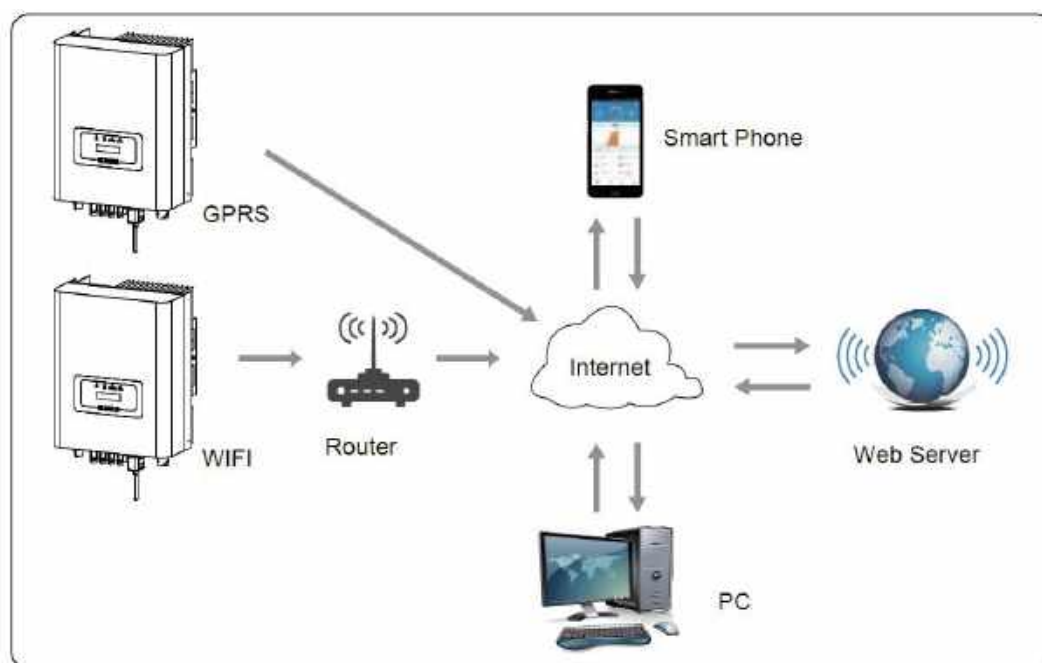 Smart Phone
GPRS
Internet
Router
WIFI
Web Server
PC